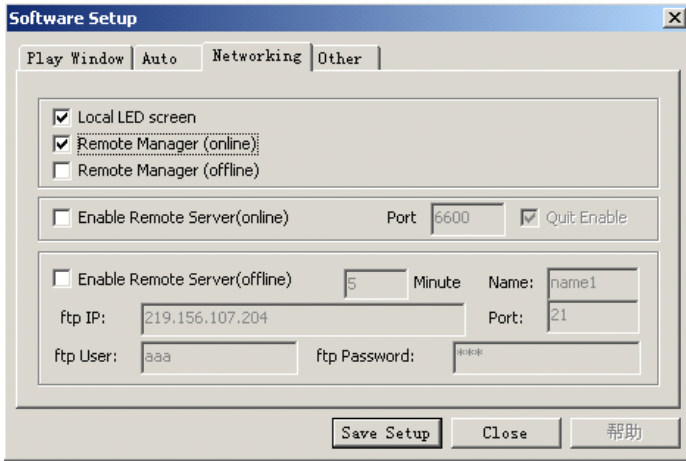 Software Setup
Play Window Auto Networking Other
Local LED screen
Remote Manager (online)
Remote Manager (offline)
Enable Remote Server(online) Port 6600 Quit Enable
Enable Remote Server(offline) 5 Minute Name: name1
ftp IP: 219.156.107.204 Port: 21
ftp User: aaa ftp Password: ***
Save Setup Close 帮助